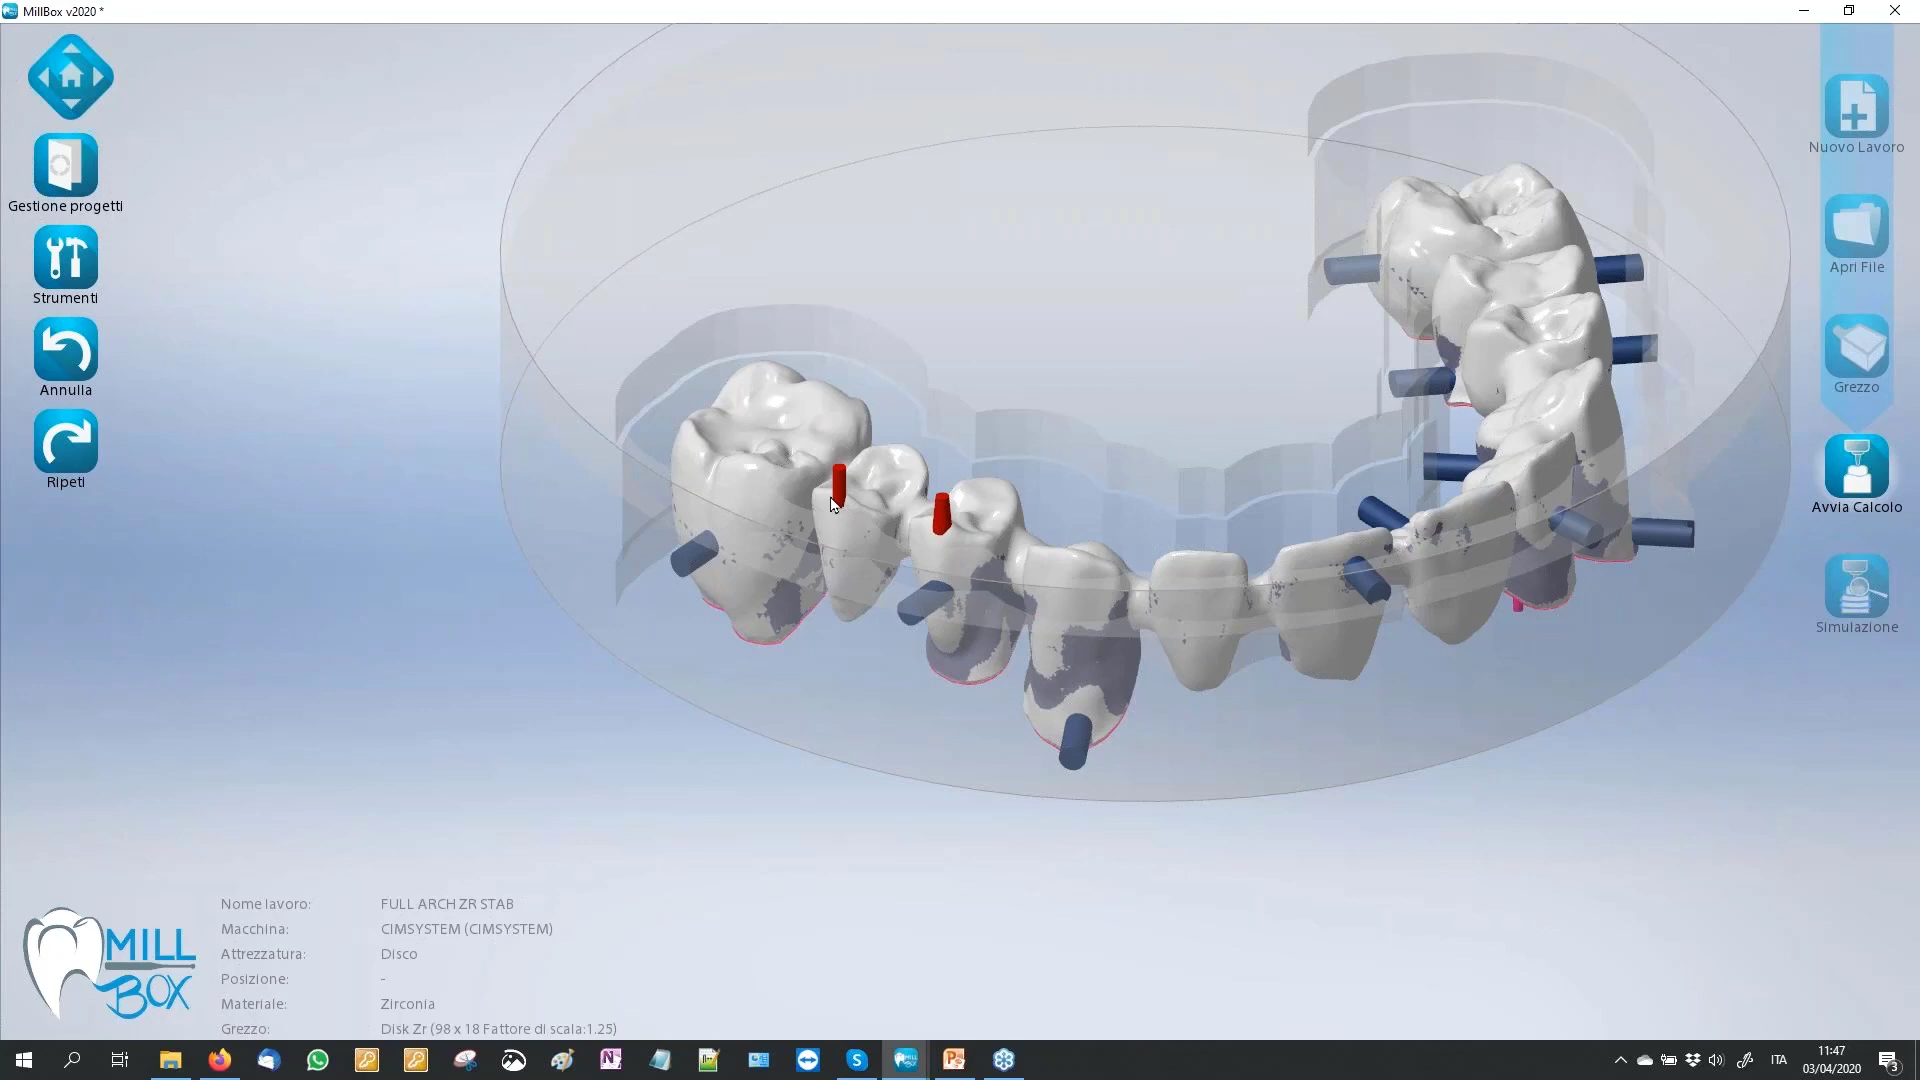 MillBox v2020 *
Gestione progetti
Strumenti
Annulla
Ripeti
Nuovo Lavoro
Apri File
Grezzo
Avvia Calcolo
Simulazione
MILL
BOX
Nome lavoro: FULL ARCH ZR STAB
Macchina: CIMSYSTEM (CIMSYSTEM)
Attrezzatura: Disco
Posizione: -
Materiale: Zirconia
Grezzo: Disk Zr (98 x 18 Fattore di scala:1.25)
ITA
11:47
03/04/2020
3